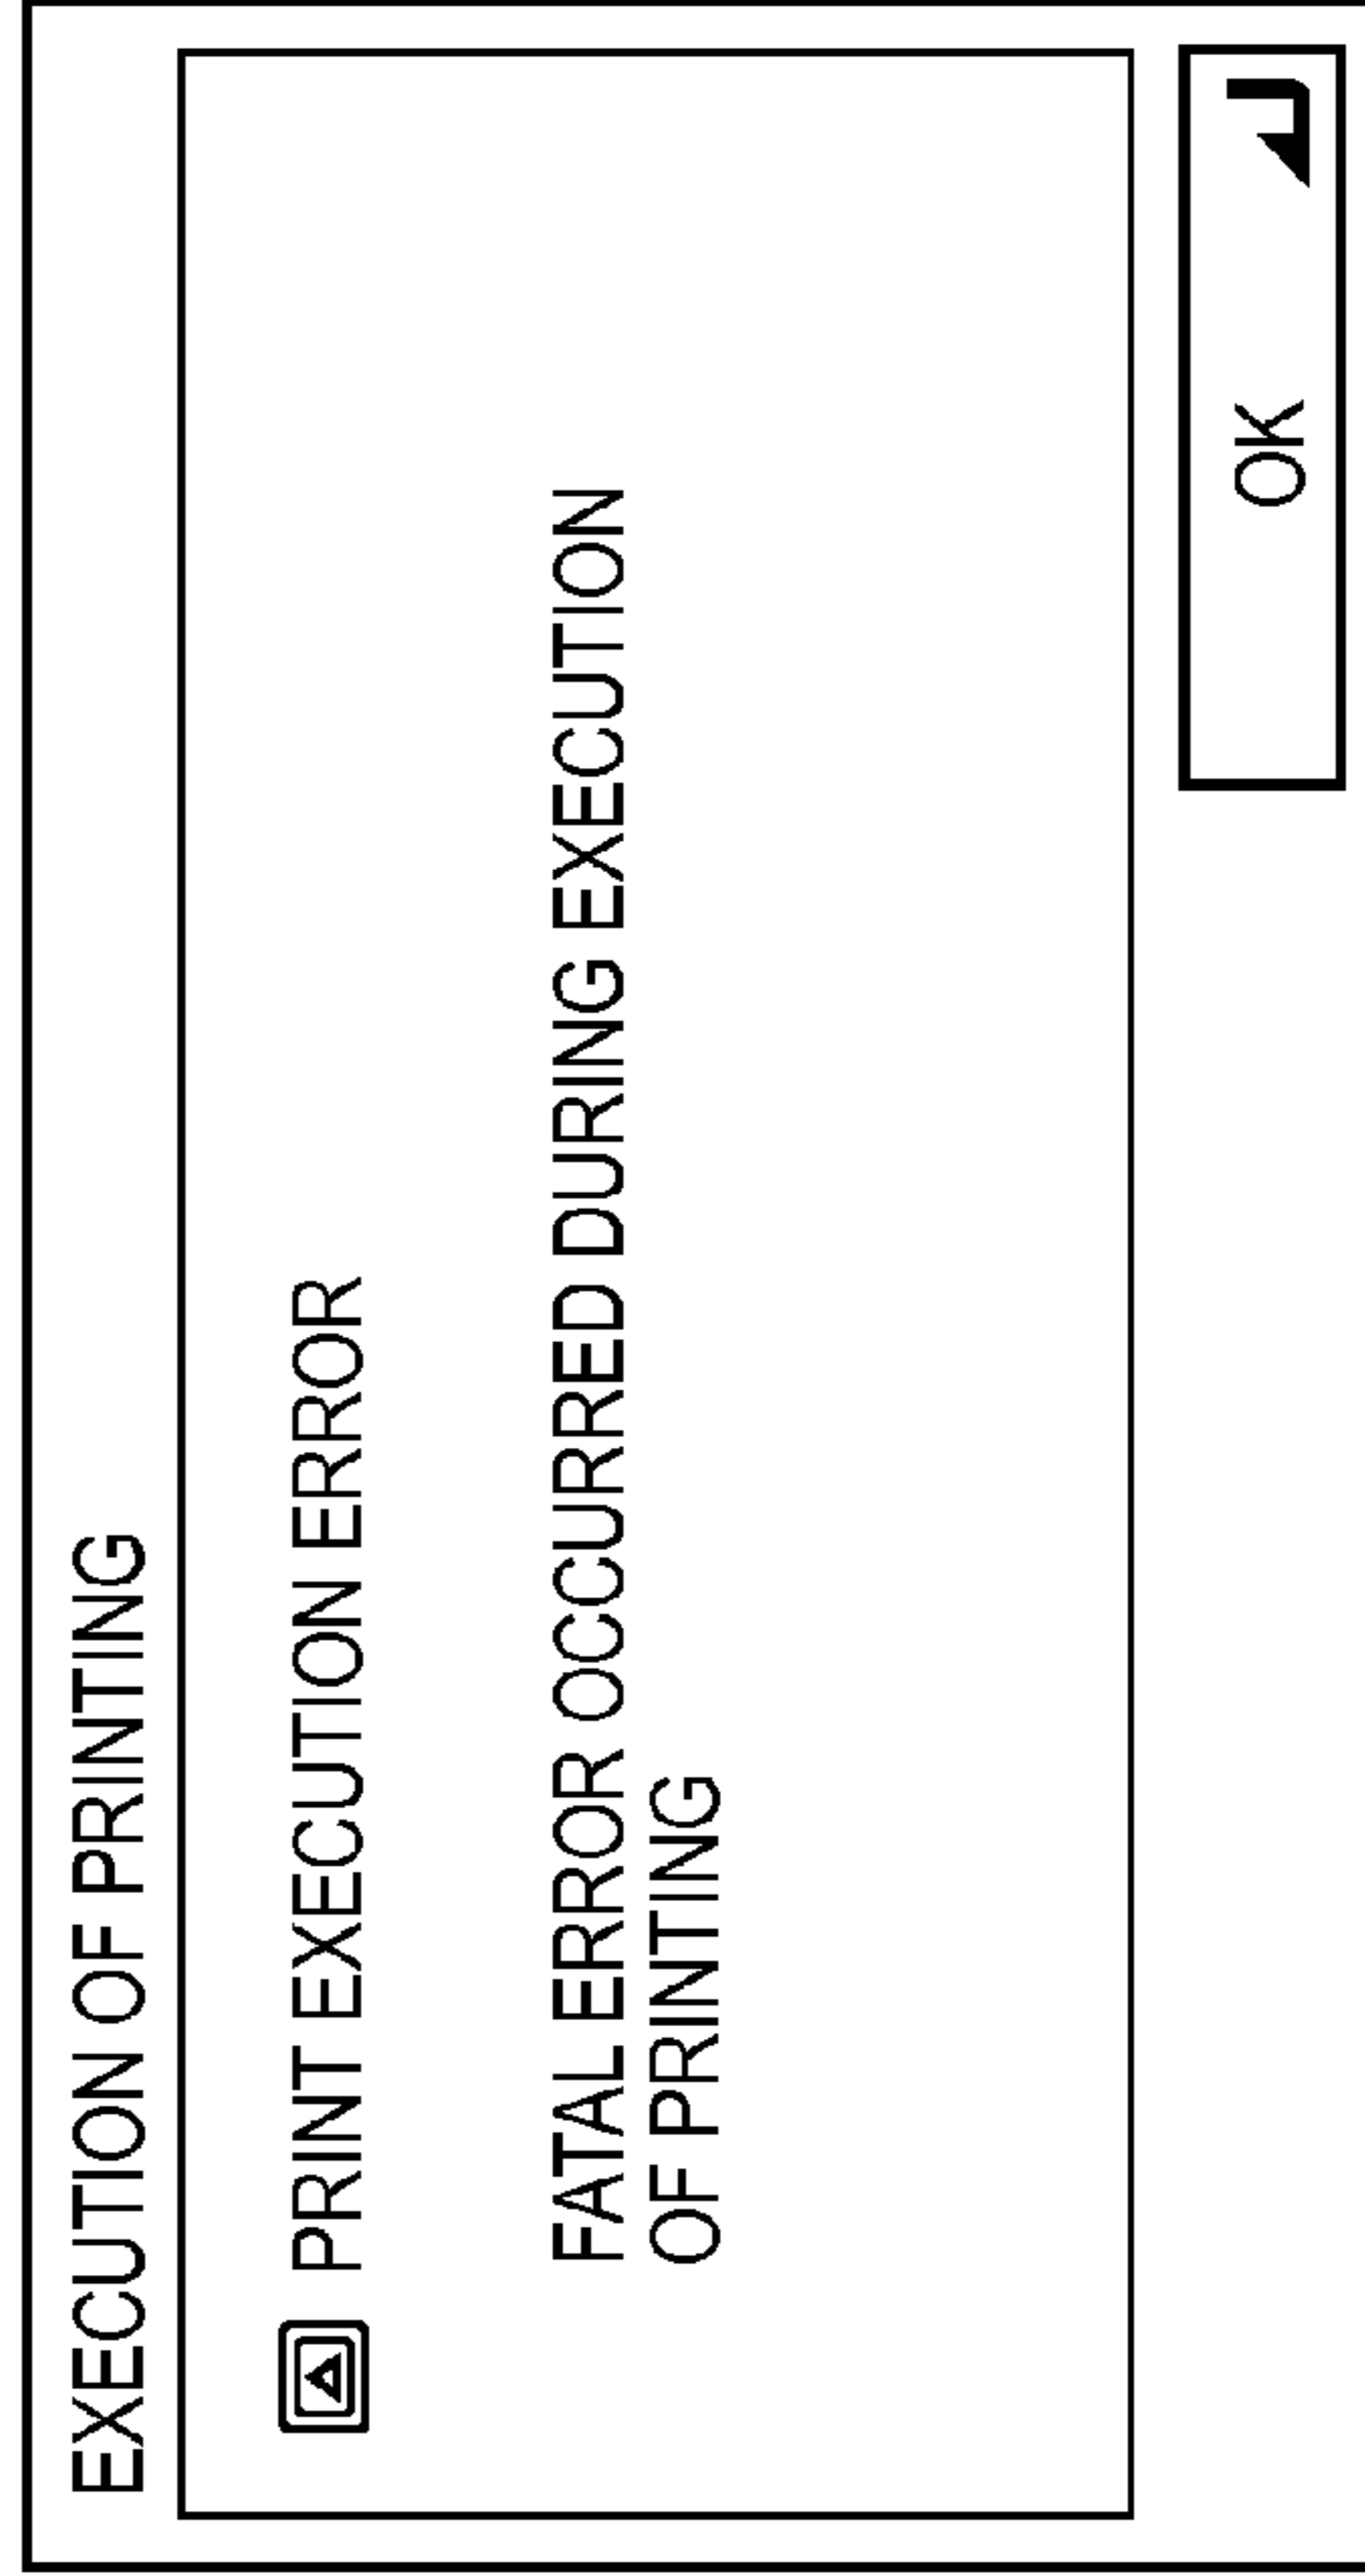 EXECUTION OF PRINTING
PRINT EXECUTION ERROR
FATAL ERROR OCCURRED DURING EXECUTION
OF PRINTING
OK